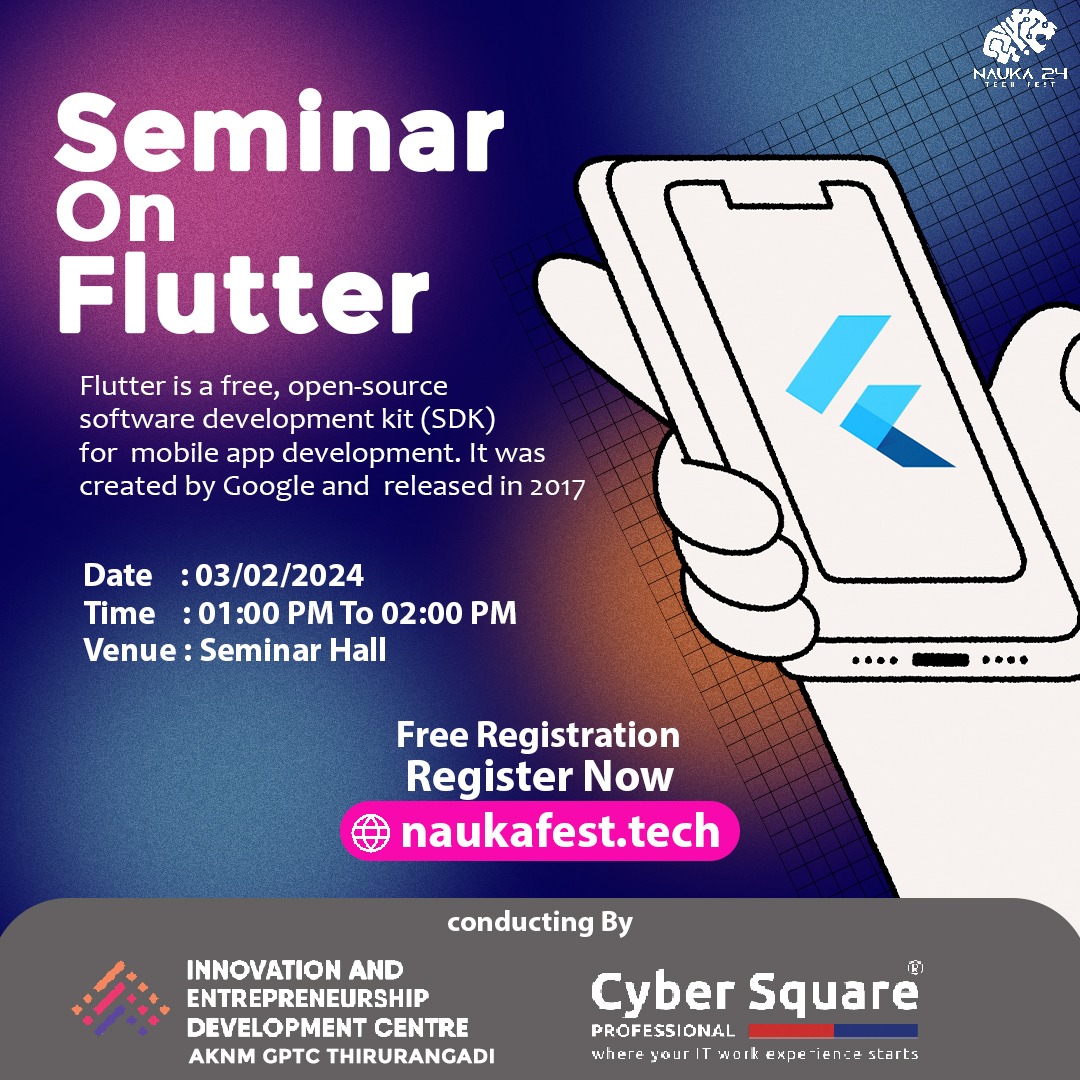 NAUKA 24
TECH FEST
Seminar
On
Flutter
Flutter is a free, open-source
software development kit (SDK)
for  mobile app development. It was
created by Google and  released in 2017
Date : 03/02/2024
Time : 01:00 PM To 02:00 PM
Venue : Seminar Hall
Free Registration
Register Now
naukafest.tech
conducting By
INNOVATION AND
ENTREPRENEURSHIP
DEVELOPMENT CENTRE
AKNM GPTC THIRURANGADI
Cyber Square®
PROFESSIONAL
where your IT work experience starts